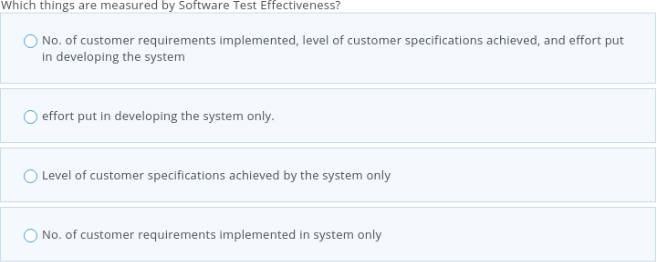 Which things are measured by Software Test Effectiveness?
No. of customer requirements implemented, level of customer specifications achieved, and effort put
in developing the system
effort put in developing the system only.
Level of customer specifications achieved by the system only
No. of customer requirements implemented in system only